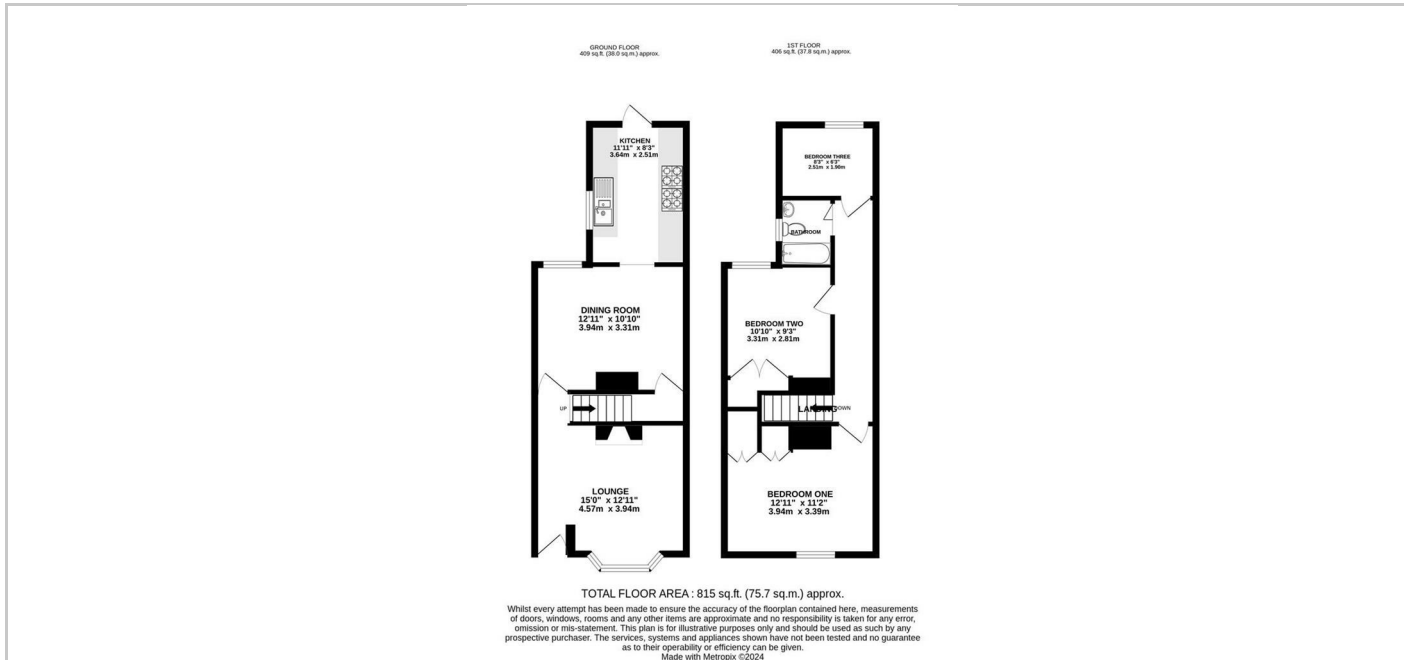 GROUND FLOOR
409 sq.ft. (38.0 sq.m.) approx.
1ST FLOOR
406 sq.ft. (37.8 sq.m.) approx.
KITCHEN
11'11" x 8'3"
3.64m x 2.51m
BEDROOM THREE
8'3" x 6'3"
2.51m x 1.90m
BATHROOM
DINING ROOM
12'11" x 10'10"
3.94m x 3.31m
BEDROOM TWO
10'10" x 9'3"
3.31m x 2.81m
UP
LANDING
DOWN
LOUNGE
15'0" x 12'11"
4.57m x 3.94m
BEDROOM ONE
12'11" x 11'2"
3.94m x 3.39m
TOTAL FLOOR AREA : 815 sq.ft. (75.7 sq.m.) approx.
Whilst every attempt has been made to ensure the accuracy of the floorplan contained here, measurements
of doors, windows, rooms and any other items are approximate and no responsibility is taken for any error,
omission or mis-statement. This plan is for illustrative purposes only and should be used as such by any
prospective purchaser. The services, systems and appliances shown have not been tested and no guarantee
as to their operability or efficiency can be given.
Made with Metropix ©2024